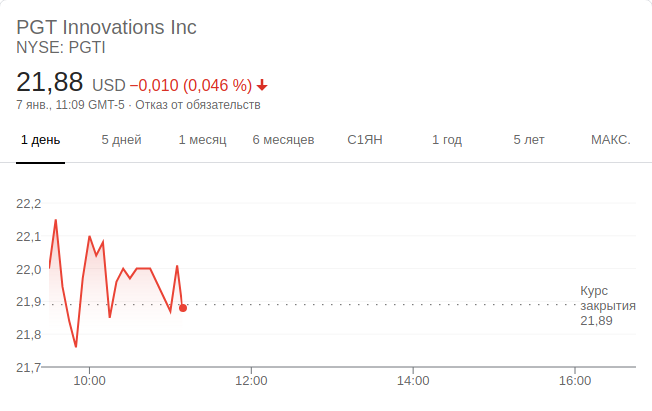 PGT Innovations Inc
NYSE: PGTI
21,88 USD −0,010 (0,046 %)
7 янв., 11:09 GMT-5 · Отказ от обязательств
1 день 5 дней 1 месяц 6 месяцев С1ЯН 1 год 5 лет МАКС.
22,2
22,1
22,0
21,9
21,8
21,7
Курс
закрытия
21,89
10:00 12:00 14:00 16:00